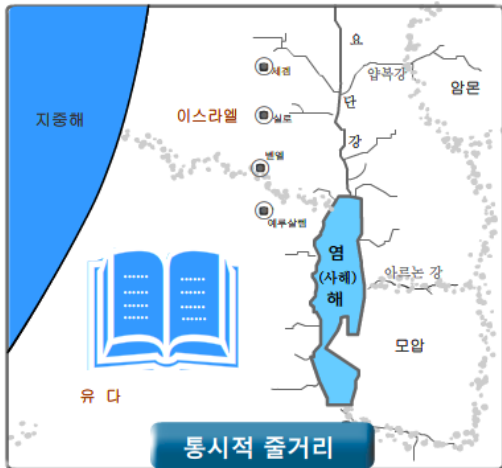 요
단
강
세겜
얍복강
암몬
지중해
이스라엘
실로
벧엘
예루살렘
염
(사해)
해
아르논 강
모압
유 다
통시적 줄거리